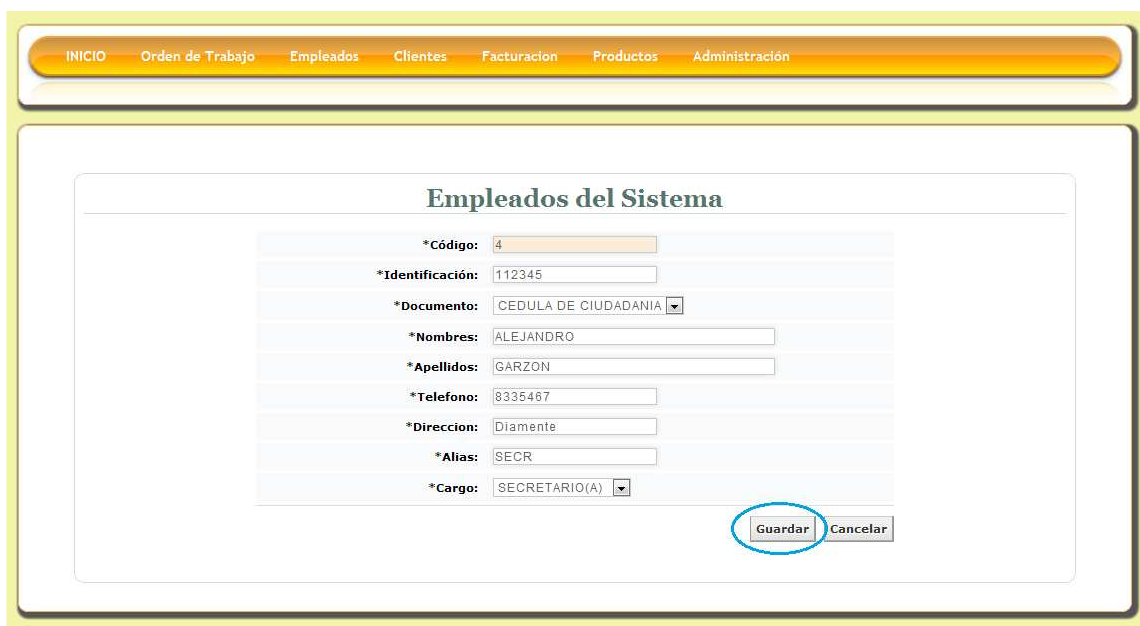 INICIO Orden de Trabajo Empleados Clientes Facturacion Productos Administración
Empleados del Sistema
*Código: 4
*Identificación: 112345
*Documento: CEDULA DE CIUDADANIA
*Nombres: ALEJANDRO
*Apellidos: GARZON
*Telefono: 8335467
*Direccion: Diamente
*Alias: SECR
*Cargo: SECRETARIO(A)
Guardar Cancelar